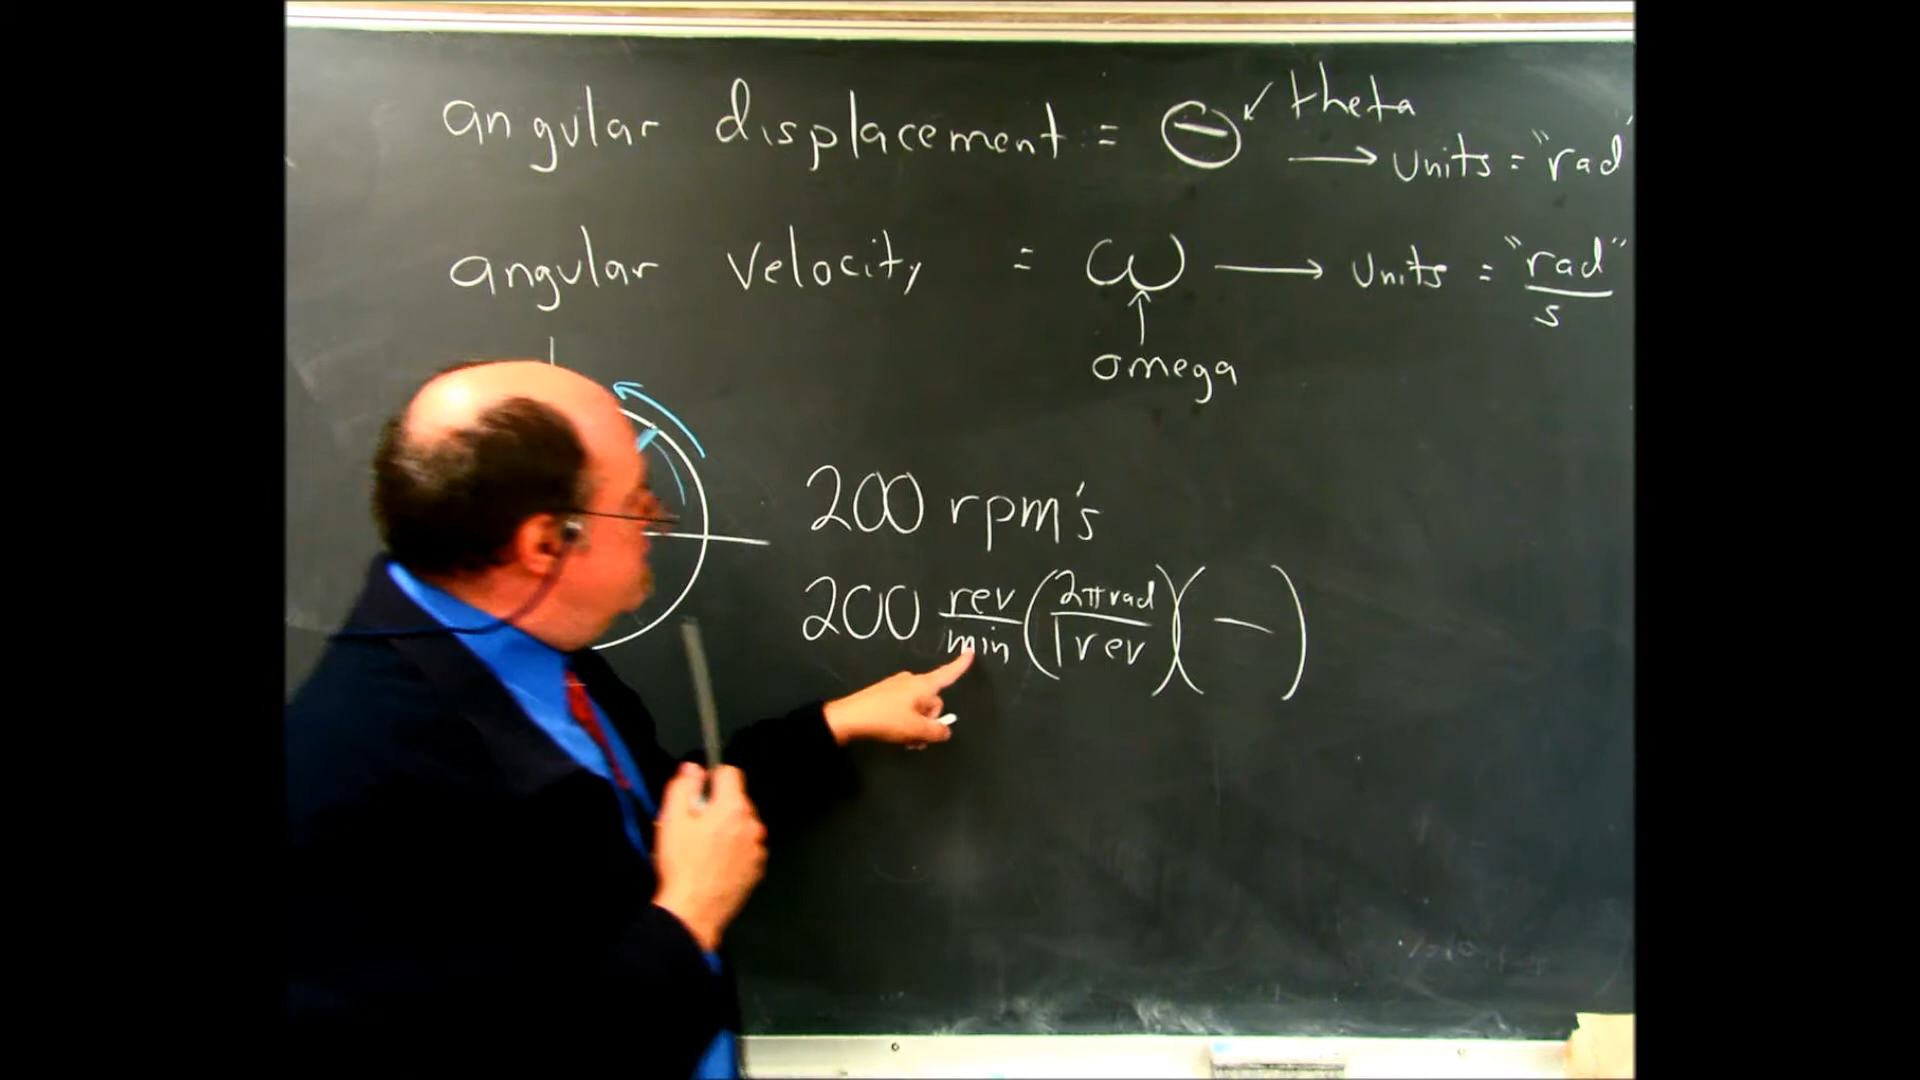 angular displacement = Θ ↙ theta
→ Units = "rad"
angular velocity = ω → Units = "rad"/s
↑
omega
200 rpm's
200 rev/min (2π rad/1 rev)(—)